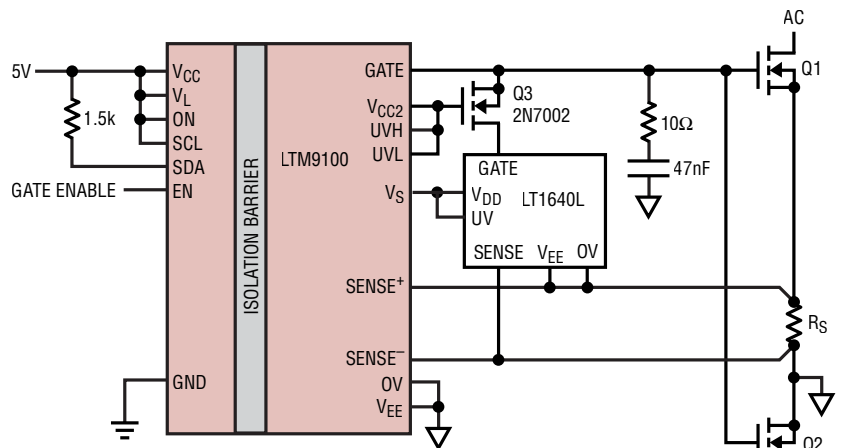 AC
5V
V_CC
GATE
Q1
V_L
1.5k
ON
SCL
SDA
GATE ENABLE
EN
ISOLATION BARRIER
LTM9100
V_CC2
UVH
UVL
Q3
2N7002
10Ω
47nF
V_S
GATE
V_DD
LT1640L
UV
SENSE
V_EE
OV
SENSE+
R_S
SENSE−
GND
OV
V_EE
Q2